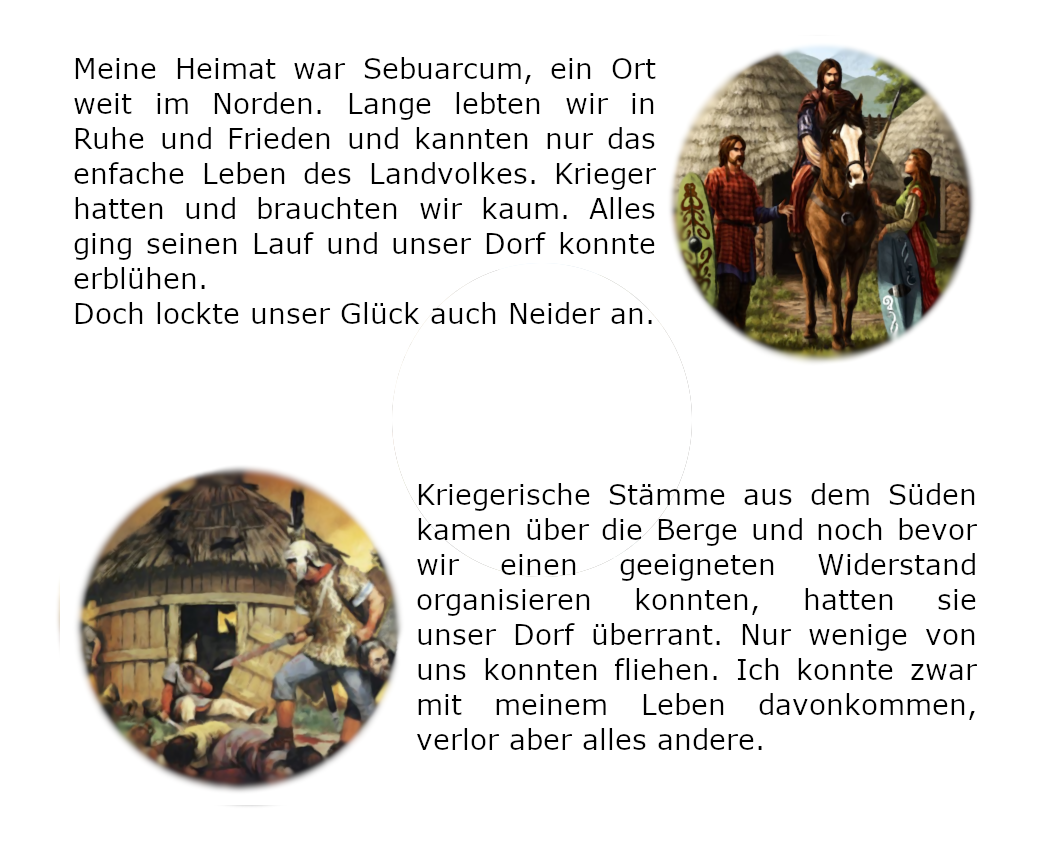 Meine Heimat war Sebuarcum, ein Ort
weit im Norden. Lange lebten wir in
Ruhe und Frieden und kannten nur das
enfache Leben des Landvolkes. Krieger
hatten und brauchten wir kaum. Alles
ging seinen Lauf und unser Dorf konnte
erblühen.
Doch lockte unser Glück auch Neider an.
Kriegerische Stämme aus dem Süden
kamen über die Berge und noch bevor
wir einen geeigneten Widerstand
organisieren konnten, hatten sie
unser Dorf überrant. Nur wenige von
uns konnten fliehen. Ich konnte zwar
mit meinem Leben davonkommen,
verlor aber alles andere.